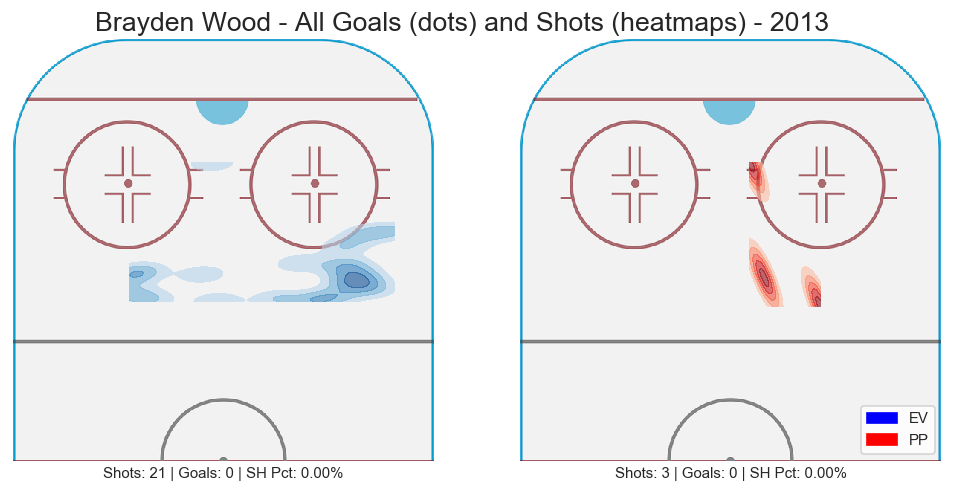 Brayden Wood - All Goals (dots) and Shots (heatmaps) - 2013
EV
PP
Shots: 21 | Goals: 0 | SH Pct: 0.00%
Shots: 3 | Goals: 0 | SH Pct: 0.00%